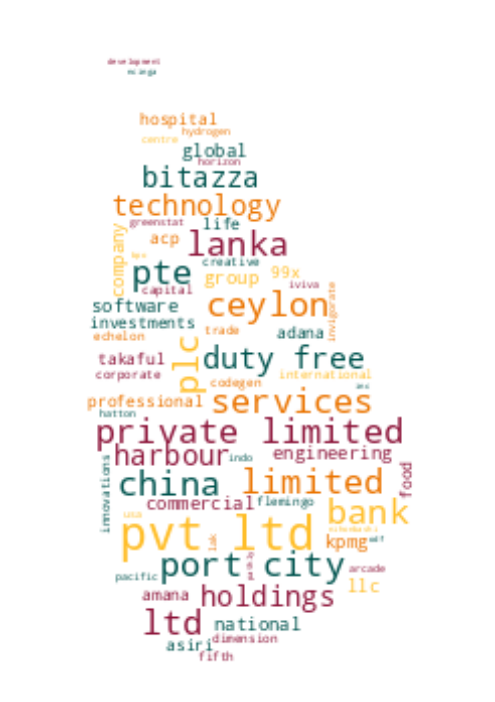 development
hospital
hydrogen
centre
global
horizon
bitazza
technology
greenstat life
company
acp lanka
creative
pte group 99x
capital iviva
software ceylon
invigorate
investments
echelon trade adana
plc
takaful duty free
corporate codegen international
professional services
hatton
private limited
harbour indo engineering
innovations
china limited food
commercial flemingo
bank
pvt ltd
lak kpmg
port city
pacific arcade
amana holdings llc
ltd national
asiri dimension
fifth